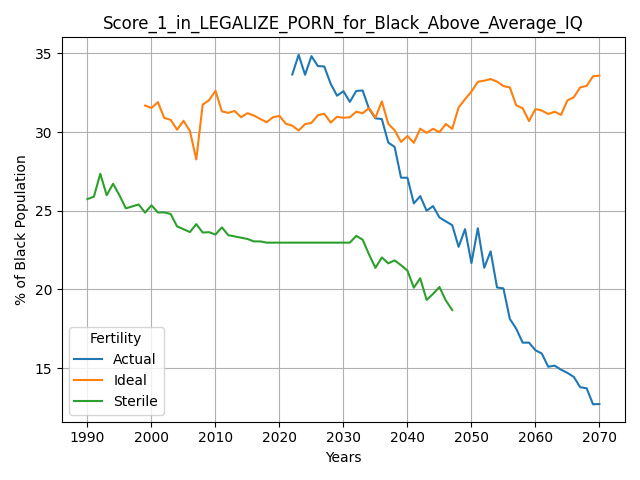 Score_1_in_LEGALIZE_PORN_for_Black_Above_Average_IQ
% of Black Population
35
30
25
20
15
Fertility
Actual
Ideal
Sterile
1990 2000 2010 2020 2030 2040 2050 2060 2070
Years